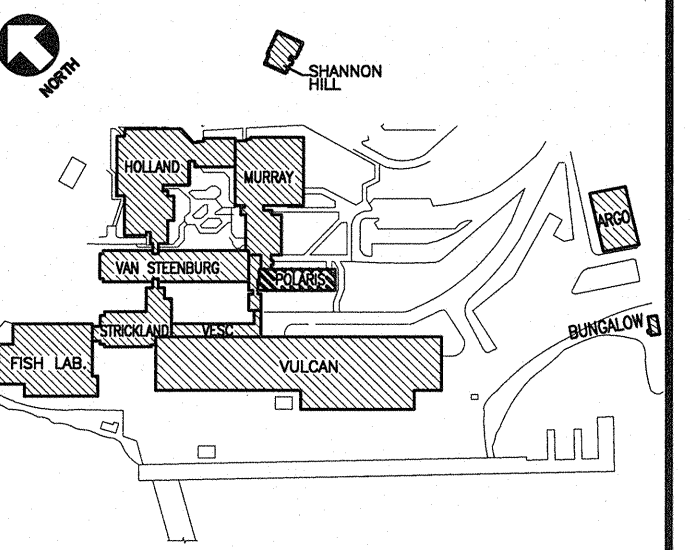 NORTH
SHANNON
HILL
HOLLAND
MURRAY
ARGO
VAN STEENBURG
POLARIS
STRICKLAND
VESC
BUNGALOW
FISH LAB.
VULCAN